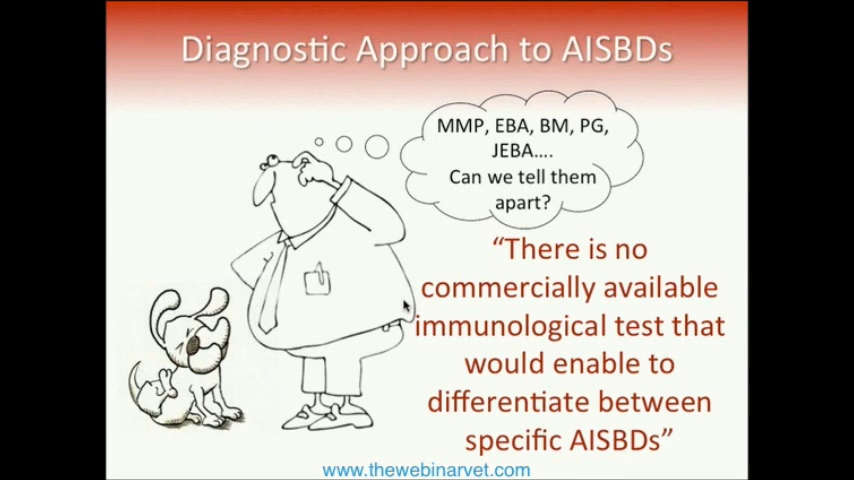 Diagnostic Approach to AISBDs
MMP, EBA, BM, PG,
JEBA....
Can we tell them
apart?
“There is no
commercially available
immunological test that
would enable to
differentiate between
specific AISBDs”
www.thewebinarvet.com